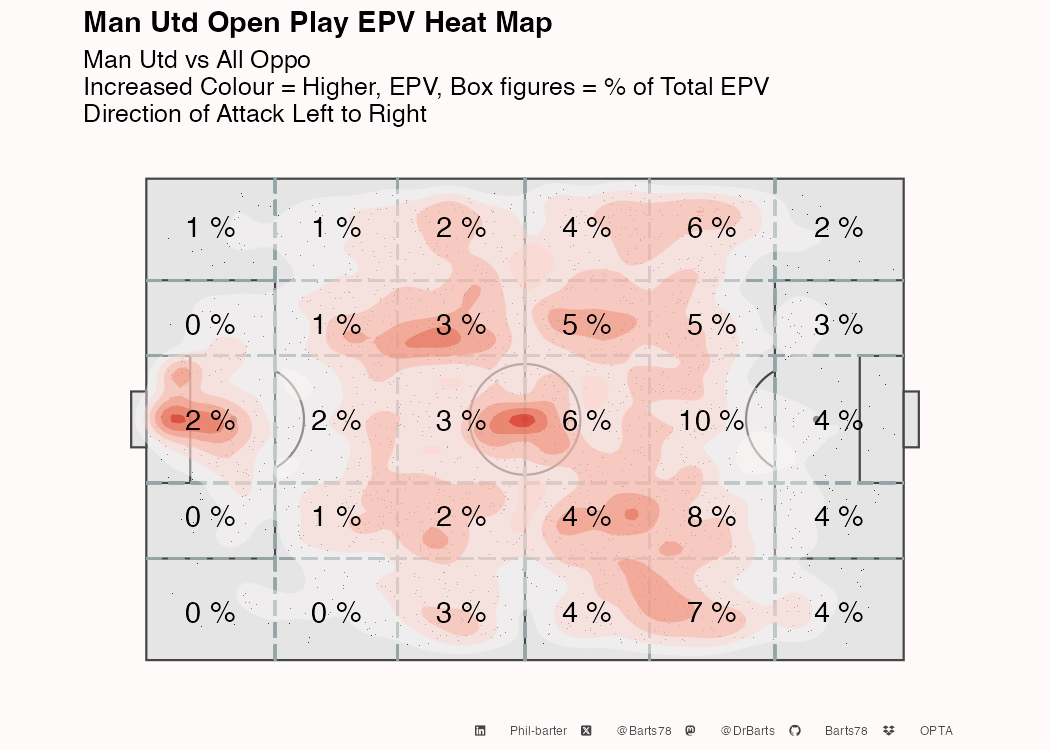 Man Utd Open Play EPV Heat Map
Man Utd vs All Oppo
Increased Colour = Higher, EPV, Box figures = % of Total EPV
Direction of Attack Left to Right
1 % 1 % 2 % 4 % 6 % 2 %
0 % 1 % 3 % 5 % 5 % 3 %
2 % 2 % 3 % 6 % 10 % 4 %
0 % 1 % 2 % 4 % 8 % 4 %
0 % 0 % 3 % 4 % 7 % 4 %
Phil-barter @Barts78 @DrBarts Barts78 OPTA